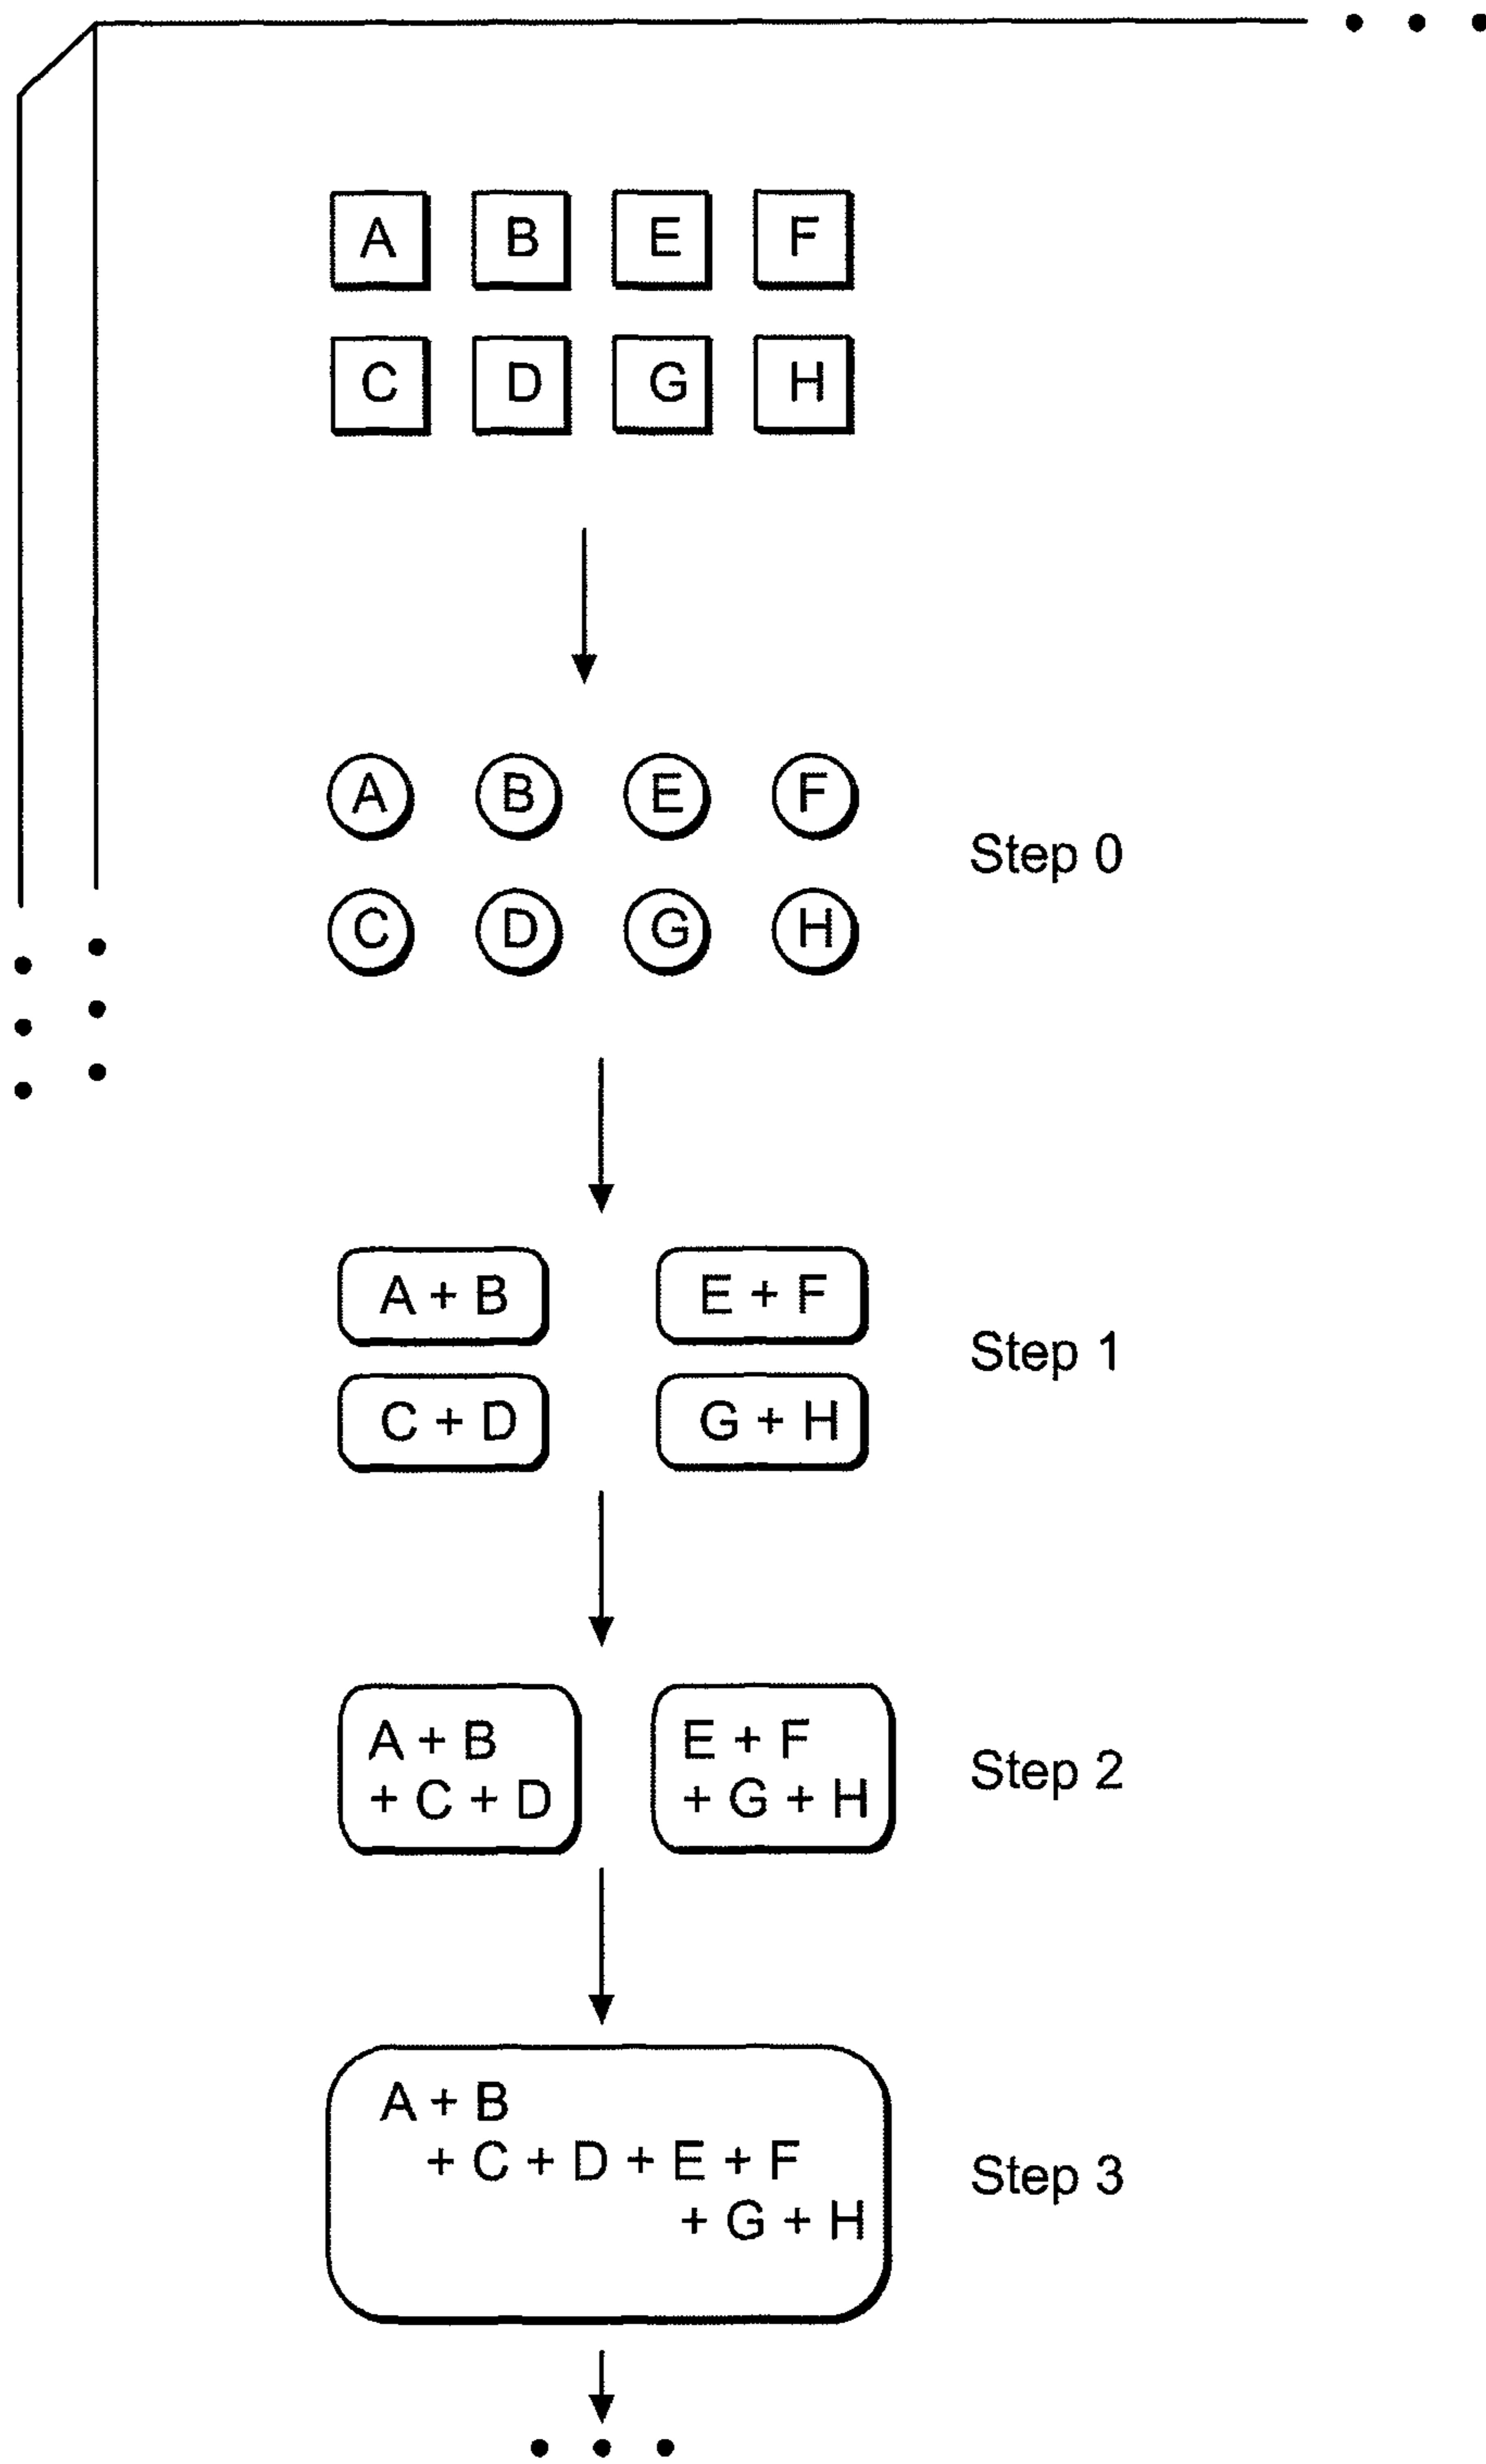 A B E F
C D G H
A B E F
Step 0
C D G H
A + B E + F
Step 1
C + D G + H
A + B E + F
Step 2
+ C + D + G + H
A + B
+ C + D + E + F
Step 3
+ G + H